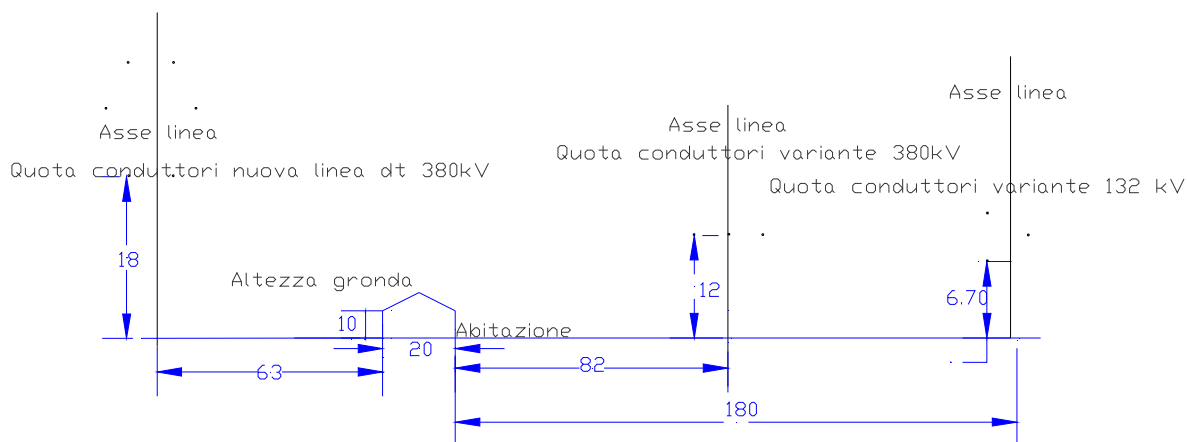 Asse linea
Quota conduttori nuova linea dt 380kV
18
Altezza gronda
10
20
63
Abitazione
Asse linea
Quota conduttori variante 380kV
12
82
Asse linea
Quota conduttori variante 132 kV
6.70
180